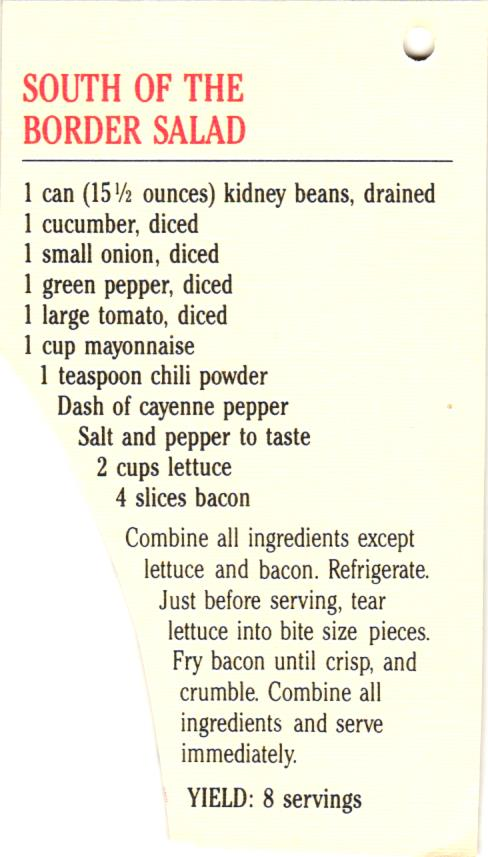 SOUTH OF THE
BORDER SALAD
1 can (15½ ounces) kidney beans, drained
1 cucumber, diced
1 small onion, diced
1 green pepper, diced
1 large tomato, diced
1 cup mayonnaise
1 teaspoon chili powder
Dash of cayenne pepper
Salt and pepper to taste
2 cups lettuce
4 slices bacon
Combine all ingredients except
lettuce and bacon. Refrigerate.
Just before serving, tear
lettuce into bite size pieces.
Fry bacon until crisp, and
crumble. Combine all
ingredients and serve
immediately.
YIELD: 8 servings